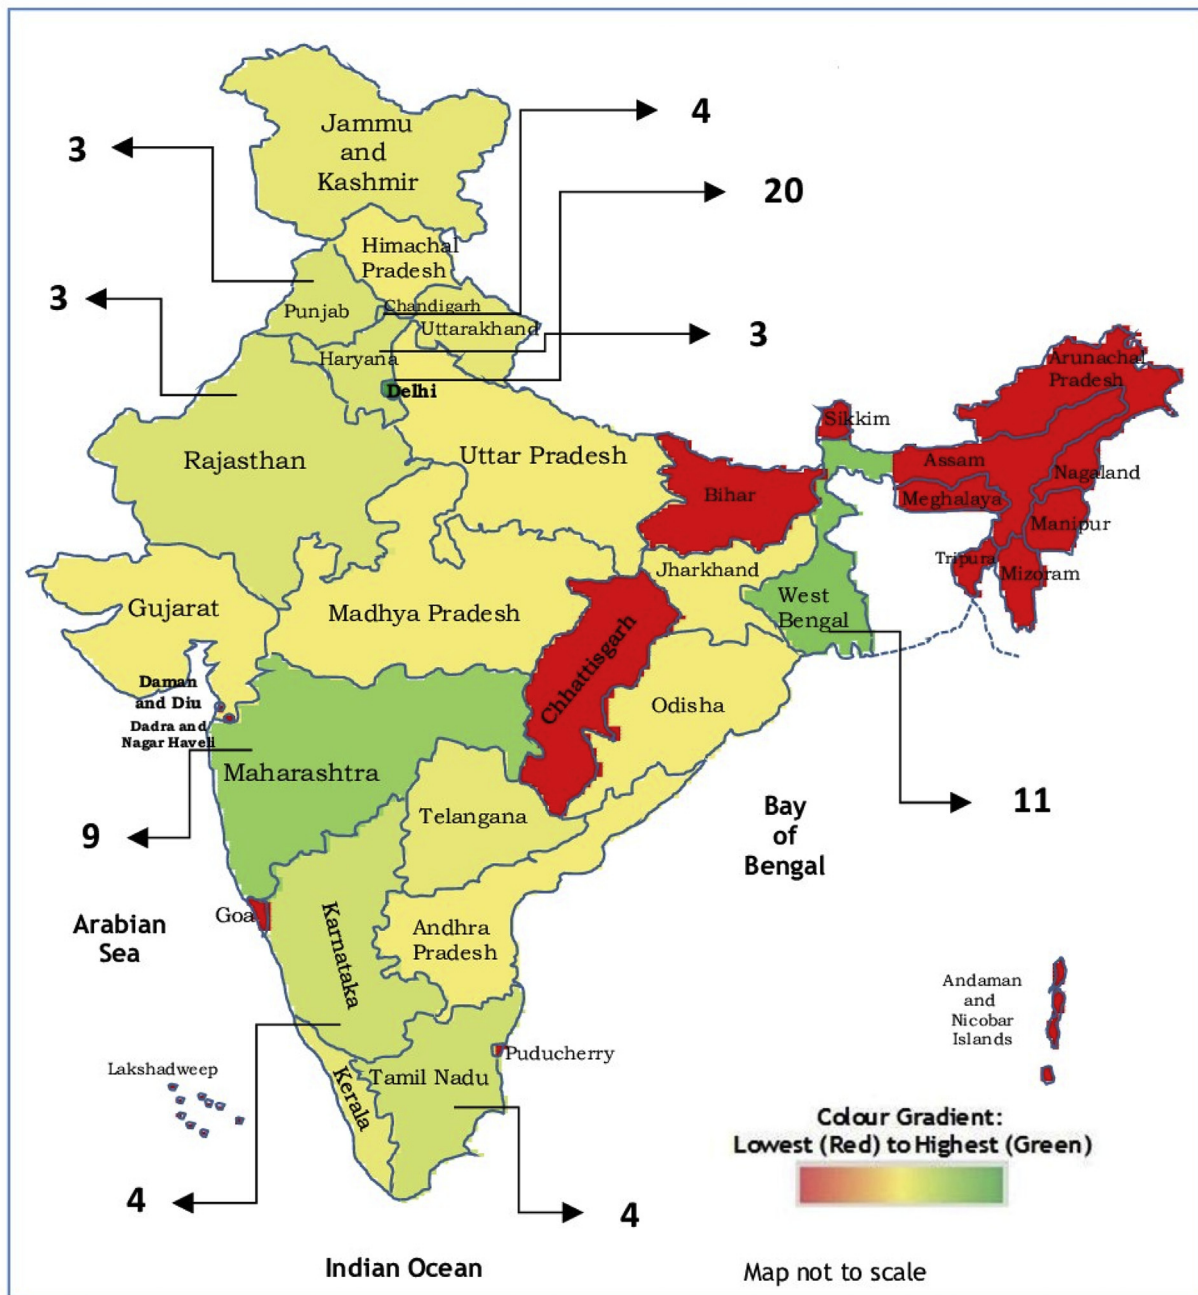 4
Jammu
and
Kashmir
3
20
Himachal
Pradesh
3
Chandigarh
Punjab
Uttarakhand
3
Haryana
Arunachal
Pradesh
Delhi
Sikkim
Rajasthan
Uttar Pradesh
Assam
Nagaland
Bihar
Meghalaya
Manipur
Tripura
Jharkhand
Mizoram
Gujarat
Madhya Pradesh
West
Bengal
Chhattisgarh
Daman
and Diu
Odisha
Dadra and
Nagar Haveli
Maharashtra
Telangana
Bay
of
Bengal
11
9
Goa
Arabian
Sea
Karnataka
Andhra
Pradesh
Andaman
and
Nicobar
Islands
Puducherry
Lakshadweep
Kerala
Tamil Nadu
Colour Gradient:
Lowest (Red) to Highest (Green)
4
4
Indian Ocean
Map not to scale